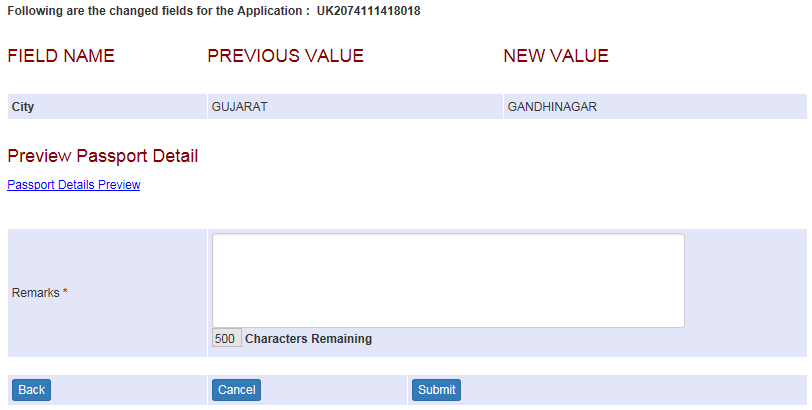 Following are the changed fields for the Application : UK2074111418018
FIELD NAME PREVIOUS VALUE NEW VALUE
City GUJARAT GANDHINAGAR
Preview Passport Detail
Passport Details Preview
Remarks *
500 Characters Remaining
Back Cancel Submit